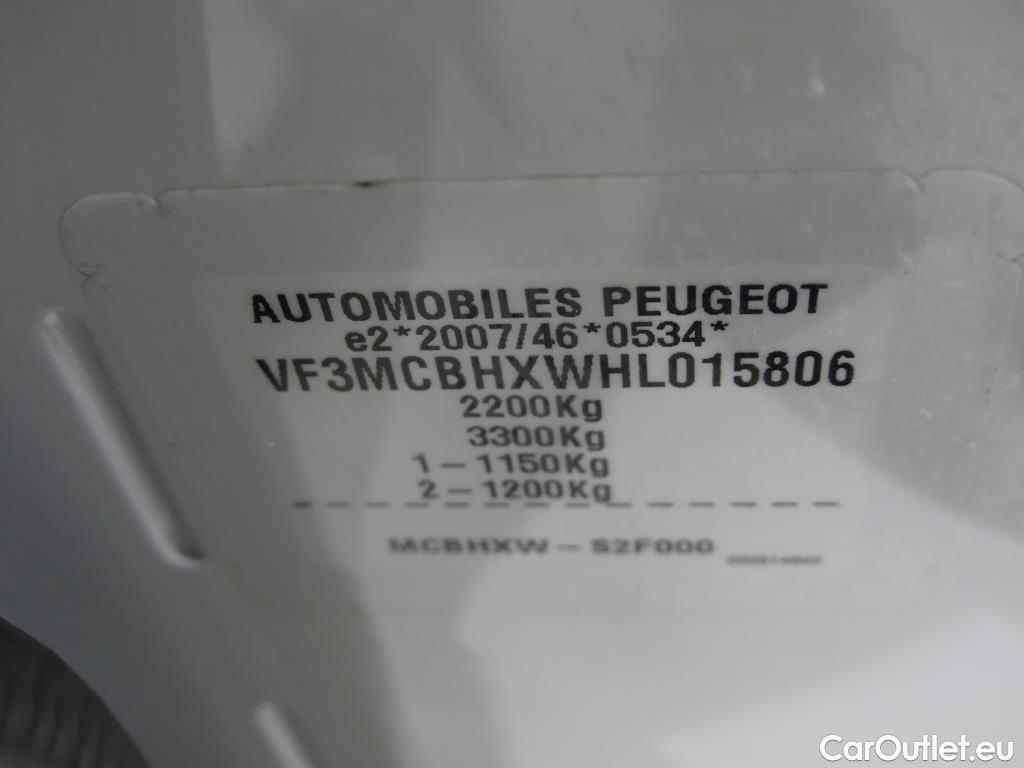 AUTOMOBILES PEUGEOT
e2*2007/46*0534*
VF3MCBHXWHL015806
2200Kg
3300Kg
1-1150Kg
2-1200Kg
MCBHXW-S2F000
CarOutlet.eu